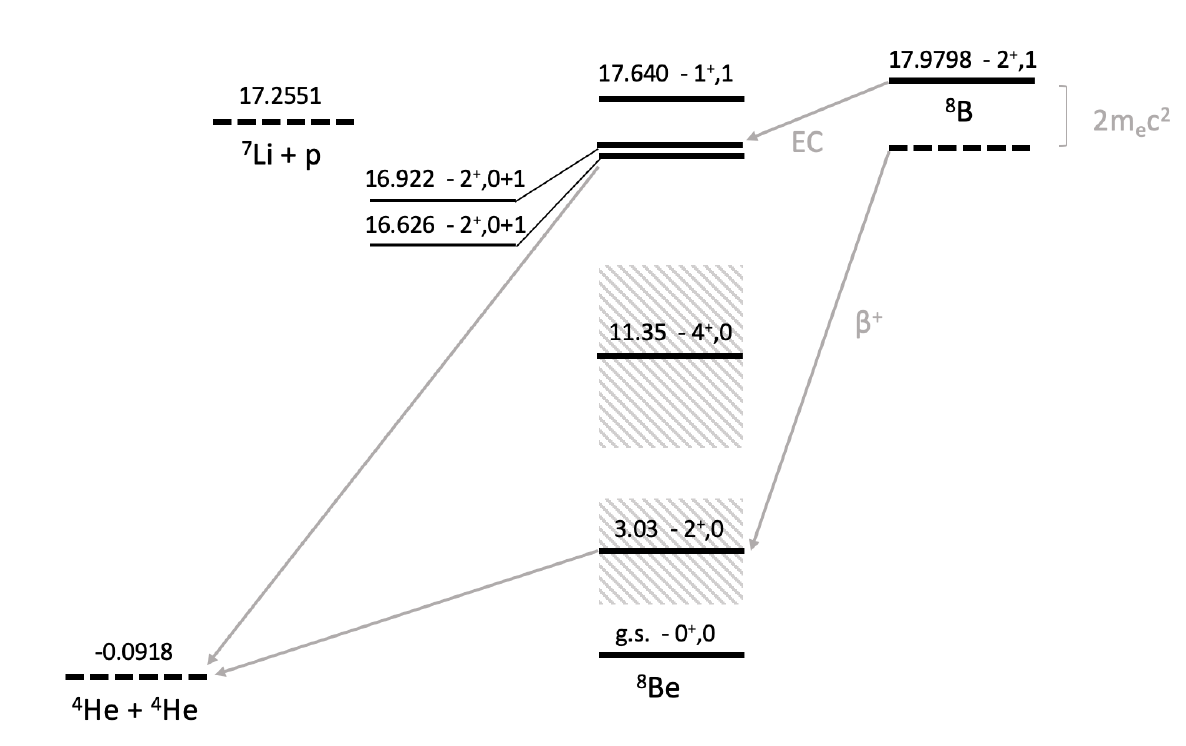 17.9798 - 2⁺,1
17.640 - 1⁺,1
17.2551
⁸B
2mₑc²
EC
⁷Li + p
16.922 - 2⁺,0+1
16.626 - 2⁺,0+1
β⁺
11.35 - 4⁺,0
3.03 - 2⁺,0
g.s. - 0⁺,0
-0.0918
⁸Be
⁴He + ⁴He